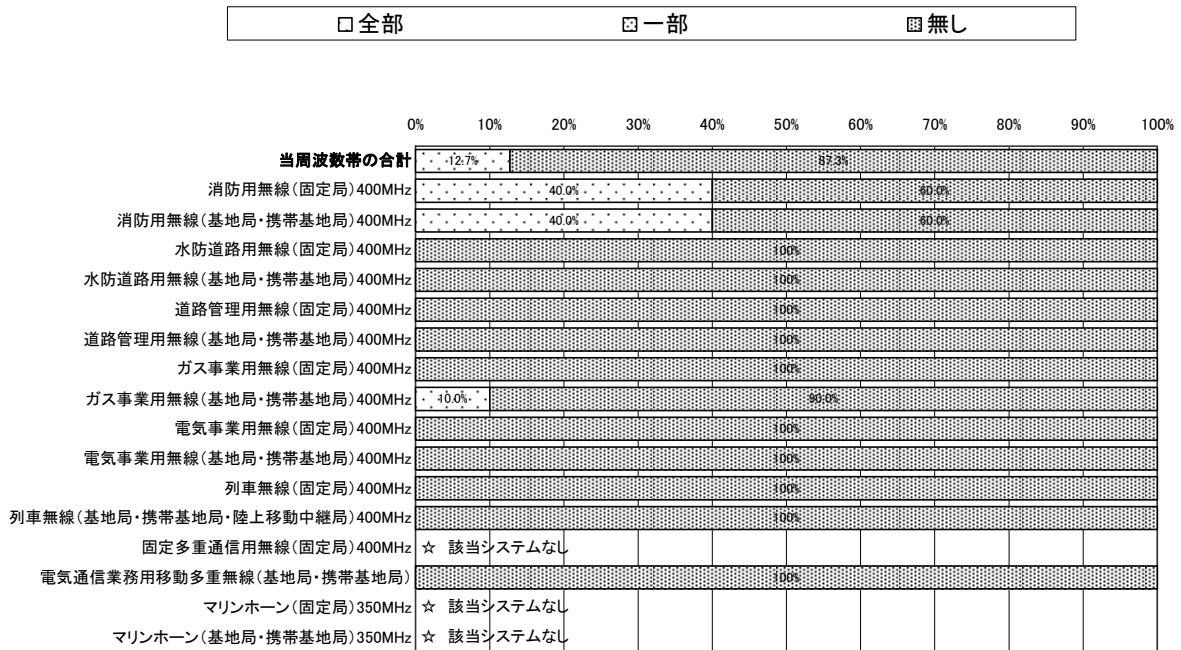 全部 一部 無し
0% 10% 20% 30% 40% 50% 60% 70% 80% 90% 100%
当周波数帯の合計 12.7% 87.3%
消防用無線(固定局)400MHz 40.0% 60.0%
消防用無線(基地局・携帯基地局)400MHz 40.0% 60.0%
水防道路用無線(固定局)400MHz 100%
水防道路用無線(基地局・携帯基地局)400MHz 100%
道路管理用無線(固定局)400MHz 100%
道路管理用無線(基地局・携帯基地局)400MHz 100%
ガス事業用無線(固定局)400MHz 100%
ガス事業用無線(基地局・携帯基地局)400MHz 10.0% 90.0%
電気事業用無線(固定局)400MHz 100%
電気事業用無線(基地局・携帯基地局)400MHz 100%
列車無線(固定局)400MHz 100%
列車無線(基地局・携帯基地局・陸上移動中継局)400MHz 100%
固定多重通信用無線(固定局)400MHz ☆ 該当システムなし
電気通信業務用移動多重無線(基地局・携帯基地局) 100%
マリンホーン(固定局)350MHz ☆ 該当システムなし
マリンホーン(基地局・携帯基地局)350MHz ☆ 該当システムなし